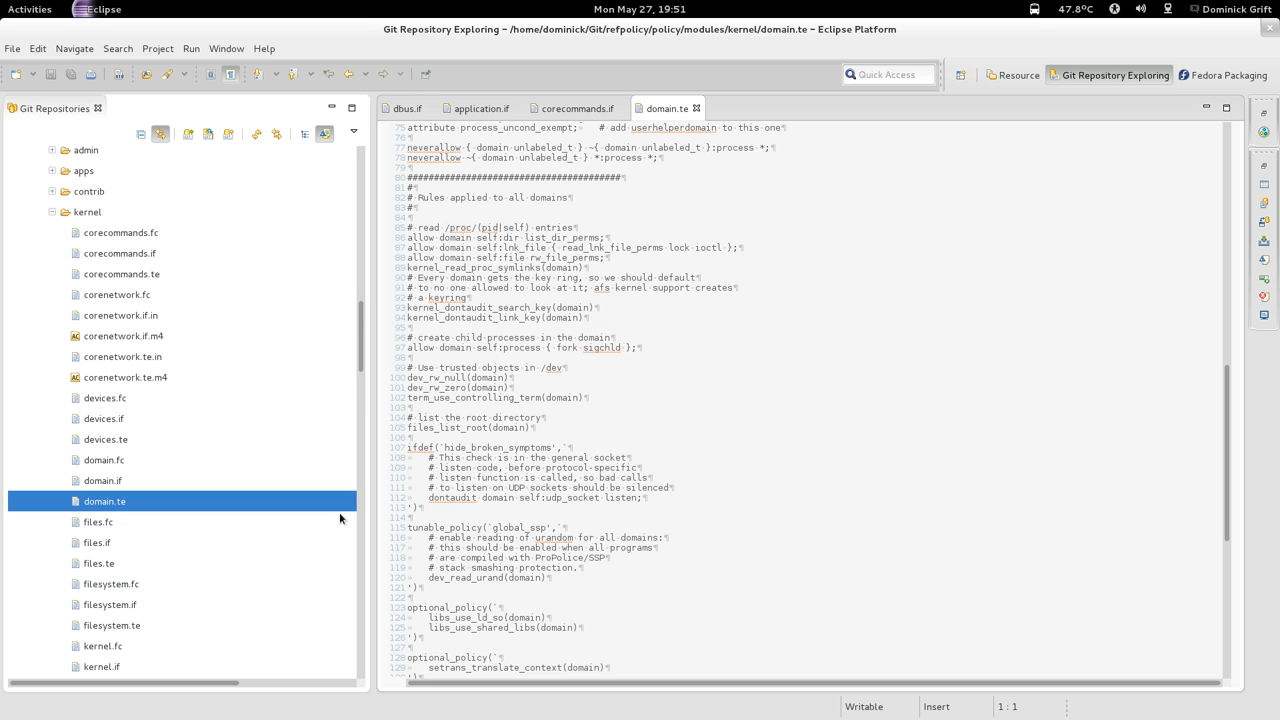 Activities
Eclipse
Mon May 27, 19:51
47.8°C
Dominick Grift
Git Repository Exploring – /home/dominick/Git/refpolicy/policy/modules/kernel/domain.te – Eclipse Platform
File Edit Navigate Search Project Run Window Help
Quick Access
Resource
Git Repository Exploring
Fedora Packaging
Git Repositories
admin
apps
contrib
kernel
corecommands.fc
corecommands.if
corecommands.te
corenetwork.fc
corenetwork.if.in
corenetwork.if.m4
corenetwork.te.in
corenetwork.te.m4
devices.fc
devices.if
devices.te
domain.fc
domain.if
domain.te
files.fc
files.if
files.te
filesystem.fc
filesystem.if
filesystem.te
kernel.fc
kernel.if
dbus.if
application.if
corecommands.if
domain.te
75 attribute·process_uncond_exempt;» # add userhelperdomain to this one¶
76 ¶
77 neverallow·{·domain·unlabeled_t·}·~{·domain·unlabeled_t·}:process·*;¶
78 neverallow·~{·domain·unlabeled_t·}·*:process·*;¶
79 ¶
80 ########################################¶
81 #¶
82 #·Rules·applied·to·all·domains¶
83 #¶
84 ¶
85 #·read·/proc/(pid|self)·entries¶
86 allow·domain·self:dir·list_dir_perms;¶
87 allow·domain·self:lnk_file·{·read_lnk_file_perms·lock·ioctl·};¶
88 allow·domain·self:file·rw_file_perms;¶
89 kernel_read_proc_symlinks(domain)¶
90 #·Every·domain·gets·the·key·ring,·so·we·should·default¶
91 #·to·no·one·allowed·to·look·at·it;·afs·kernel·support·creates¶
92 #·a·keyring¶
93 kernel_dontaudit_search_key(domain)¶
94 kernel_dontaudit_link_key(domain)¶
95 ¶
96 #·create·child·processes·in·the·domain¶
97 allow·domain·self:process·{·fork·sigchld·};¶
98 ¶
99 #·Use·trusted·objects·in·/dev¶
100 dev_rw_null(domain)¶
101 dev_rw_zero(domain)¶
102 term_use_controlling_term(domain)¶
103 ¶
104 #·list·the·root·directory¶
105 files_list_root(domain)¶
106 ¶
107 ifdef(`hide_broken_symptoms',`¶
108 » #·This·check·is·in·the·general·socket¶
109 » #·listen·code,·before·protocol-specific¶
110 » #·listen·function·is·called,·so·bad·calls¶
111 » #·to·listen·on·UDP·sockets·should·be·silenced¶
112 » dontaudit·domain·self:udp_socket·listen;¶
113 ')¶
114 ¶
115 tunable_policy(`global_ssp',`¶
116 » #·enable·reading·of·urandom·for·all·domains:¶
117 » #·this·should·be·enabled·when·all·programs¶
118 » #·are·compiled·with·ProPolice/SSP¶
119 » #·stack·smashing·protection.¶
120 » dev_read_urand(domain)¶
121 ')¶
122 ¶
123 optional_policy(`¶
124 » libs_use_ld_so(domain)¶
125 » libs_use_shared_libs(domain)¶
126 ')¶
127 ¶
128 optional_policy(`¶
129 » setrans_translate_context(domain)¶
Writable
Insert
1 : 1